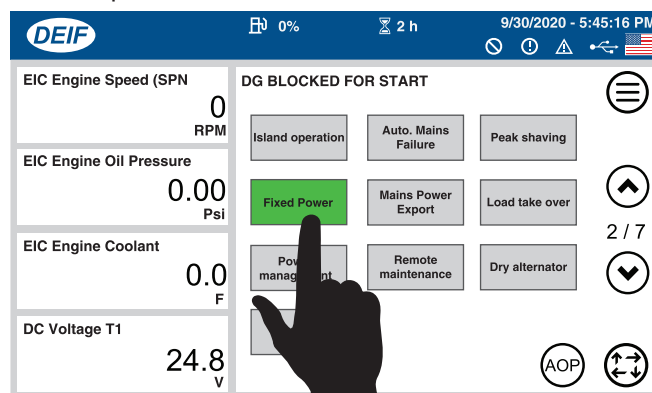 DEIF
0%
2 h
9/30/2020 - 5:45:16 PM
EIC Engine Speed (SPN
0
RPM
EIC Engine Oil Pressure
0.00
Psi
EIC Engine Coolant
0.0
F
DC Voltage T1
24.8
V
DG BLOCKED FOR START
Island operation
Auto. Mains
Failure
Peak shaving
Fixed Power
Mains Power
Export
Load take over
Remote
maintenance
Dry alternator
2 / 7
AOP